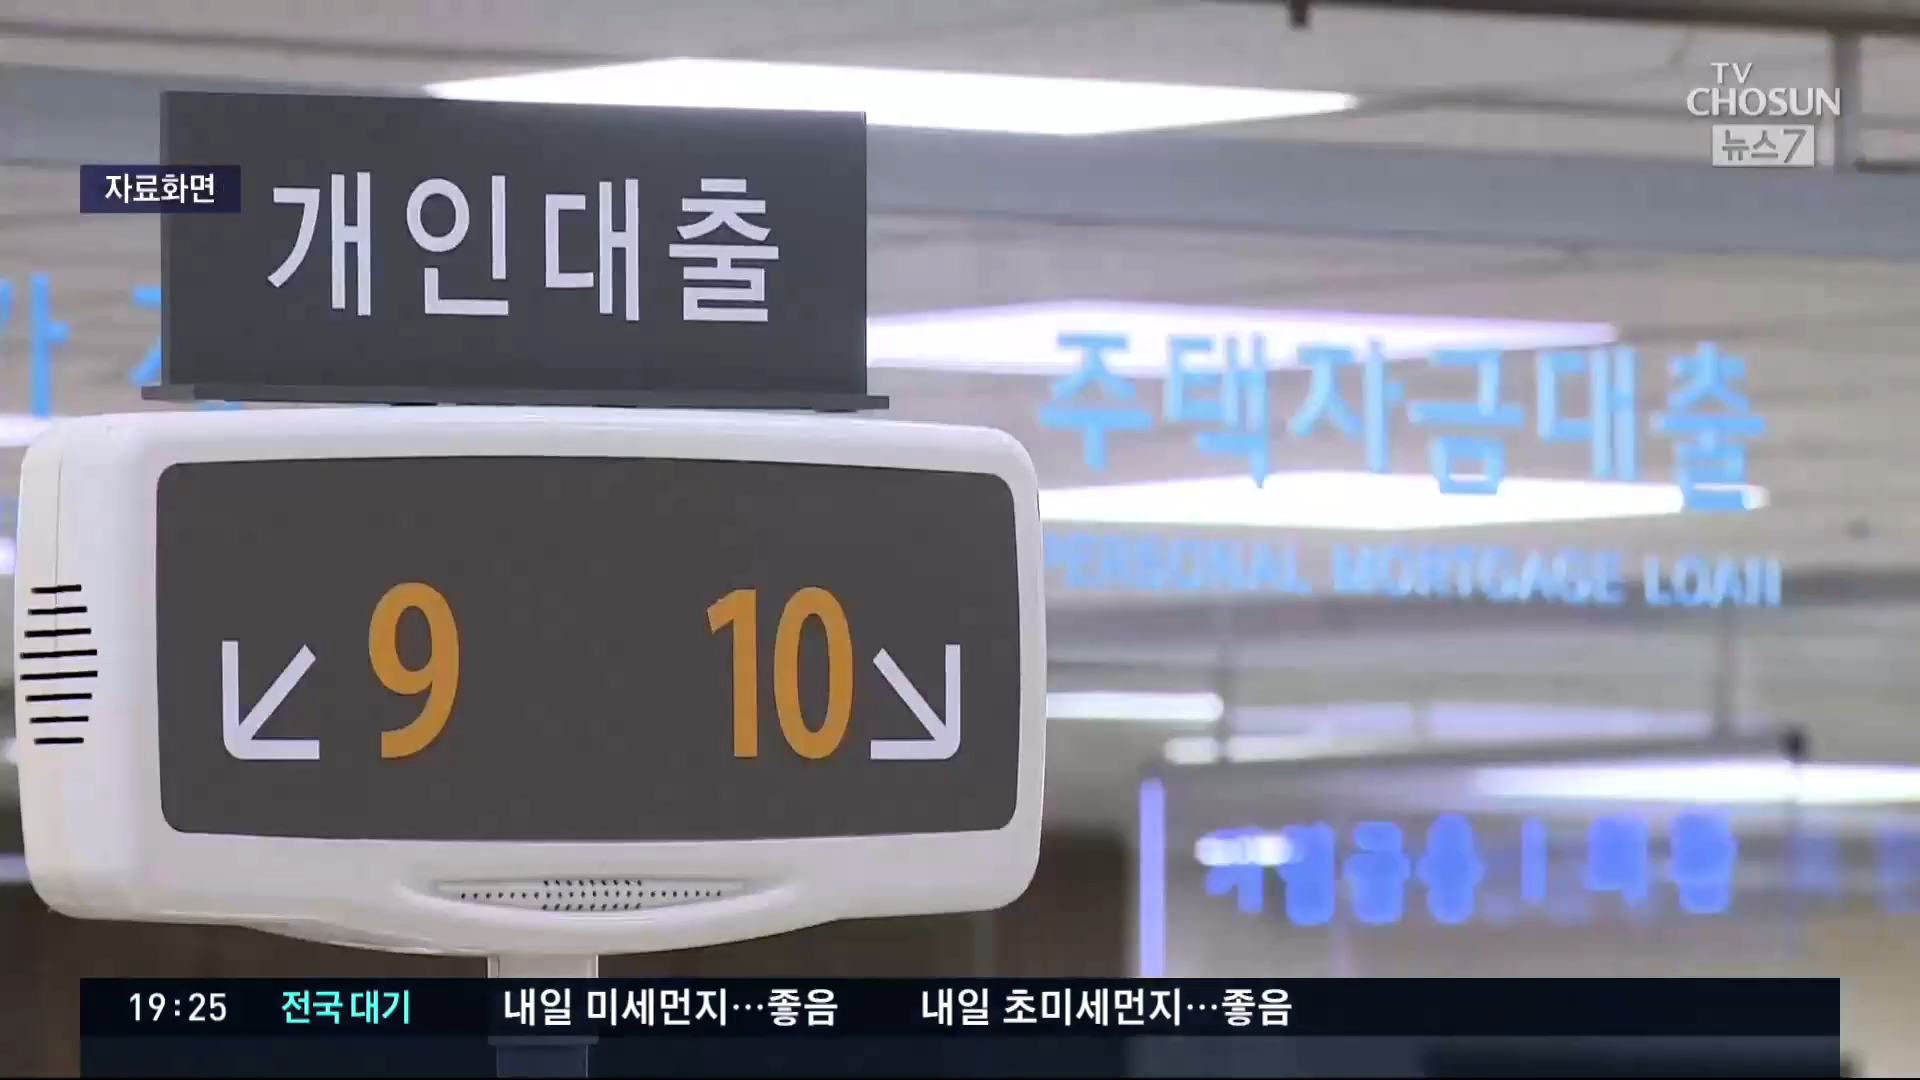 TV
CHOSUN
뉴스7
자료화면
개인대출
주택자금대출
PERSONAL MORTGAGE LOAN
9 10
19:25 전국 대기 내일 미세먼지…좋음 내일 초미세먼지…좋음